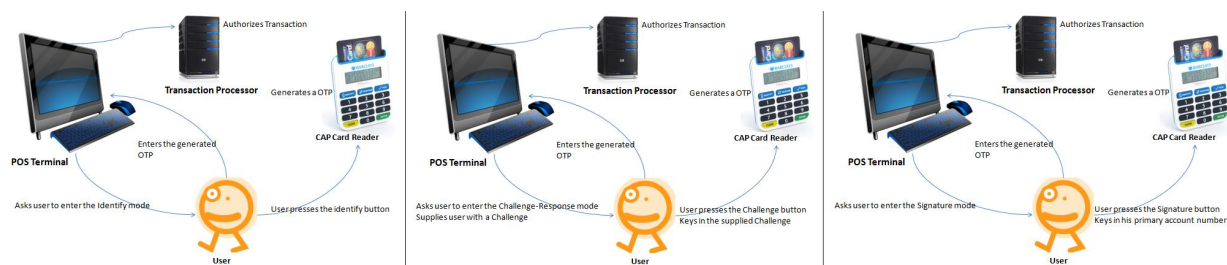 Authorizes Transaction
Transaction Processor
Generates a OTP
BARCLAYS
CAP Card Reader
POS Terminal
Enters the generated
OTP
Asks user to enter the Identify mode
User presses the identify button
User
Authorizes Transaction
Transaction Processor
Generates a OTP
BARCLAYS
CAP Card Reader
POS Terminal
Enters the generated
OTP
Asks user to enter the Challenge-Response mode
Supplies user with a Challenge
User presses the Challenge button
Keys in the supplied Challenge
User
Authorizes Transaction
Transaction Processor
Generates a OTP
BARCLAYS
CAP Card Reader
POS Terminal
Enters the generated
OTP
Asks user to enter the Signature mode
User presses the Signature button
Keys in his primary account number
User